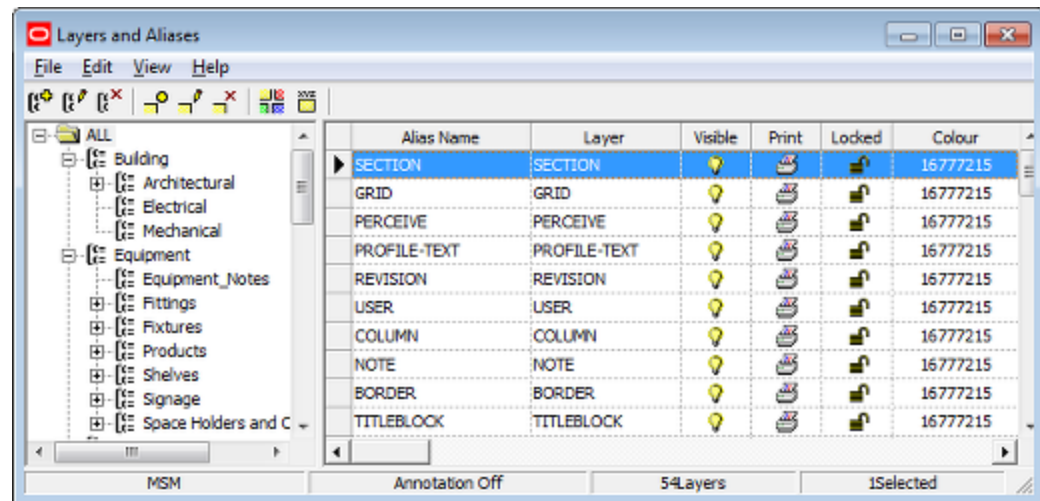 Layers and Aliases
File Edit View Help
XYZ
ALL
Building
Architectural
Electrical
Mechanical
Equipment
Equipment_Notes
Fittings
Fixtures
Products
Shelves
Signage
Space Holders and C
Alias Name Layer Visible Print Locked Colour
SECTION SECTION 16777215
GRID GRID 16777215
PERCEIVE PERCEIVE 16777215
PROFILE-TEXT PROFILE-TEXT 16777215
REVISION REVISION 16777215
USER USER 16777215
COLUMN COLUMN 16777215
NOTE NOTE 16777215
BORDER BORDER 16777215
TITLEBLOCK TITLEBLOCK 16777215
MSM Annotation Off 54Layers 1Selected